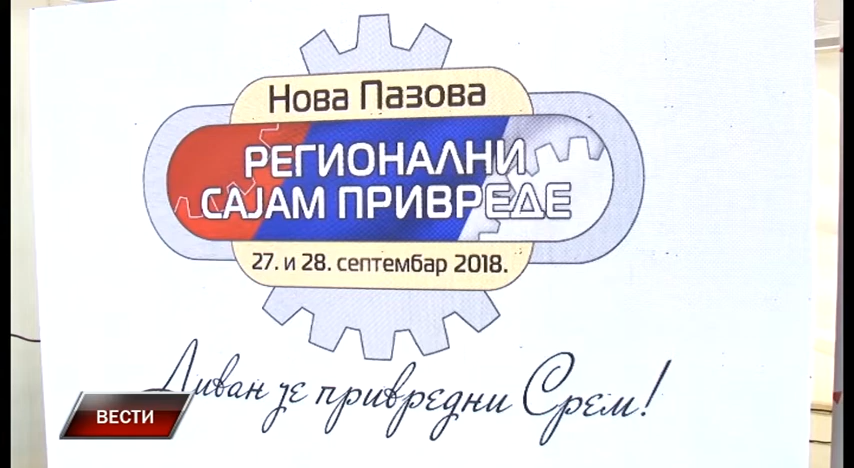 Нова Пазова
РЕГИОНАЛНИ
САЈАМ ПРИВРЕДЕ
27. и 28. септембар 2018.
Диван је привредни Срем!
ВЕСТИ